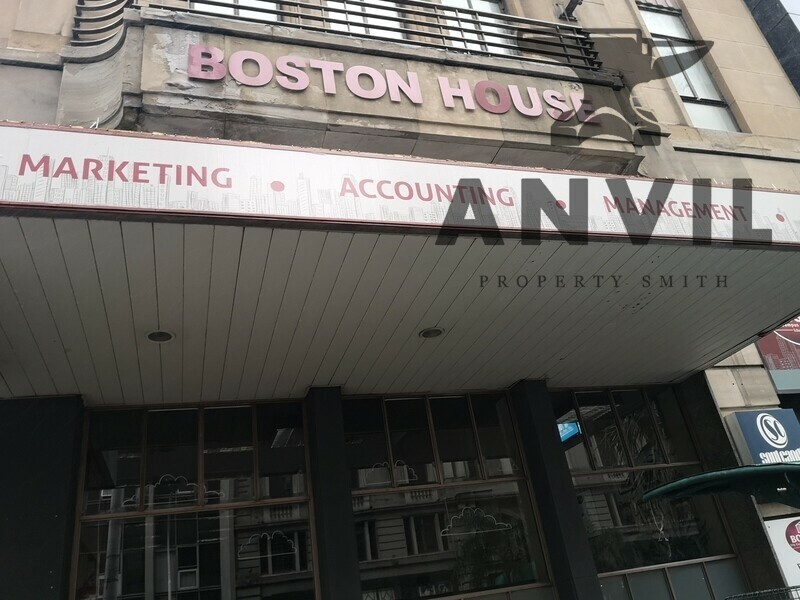 BOSTON HOUSE
MARKETING • ACCOUNTING • MANAGEMENT •
ANVIL
PROPERTY SMITH